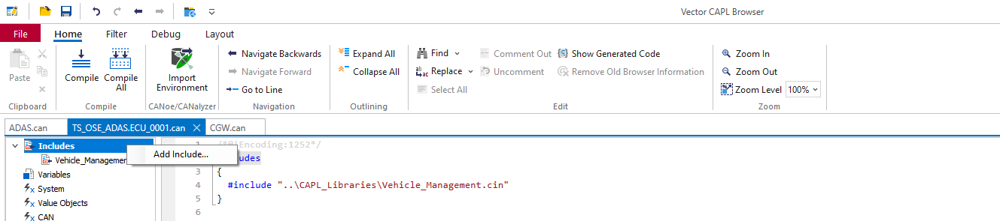 Vector CAPL Browser
File Home Filter Debug Layout
Paste
Compile
Compile All
Import Environment
Navigate Backwards
Navigate Forward
Go to Line
Expand All
Collapse All
Find
Replace
Select All
Comment Out
Uncomment
Show Generated Code
Remove Old Browser Information
Zoom In
Zoom Out
Zoom Level 100%
Clipboard Compile CANoe/CANalyzer Navigation Outlining Edit Zoom
ADAS.can TS_OSE_ADAS.ECU_0001.can CGW.can
Includes
Vehicle_Managemen
Variables
System
Value Objects
CAN
Add Include...
1 /*@!Encoding:1252*/
udes
3 {
4 #include "..\CAPL_Libraries\Vehicle_Management.cin"
5 }
6